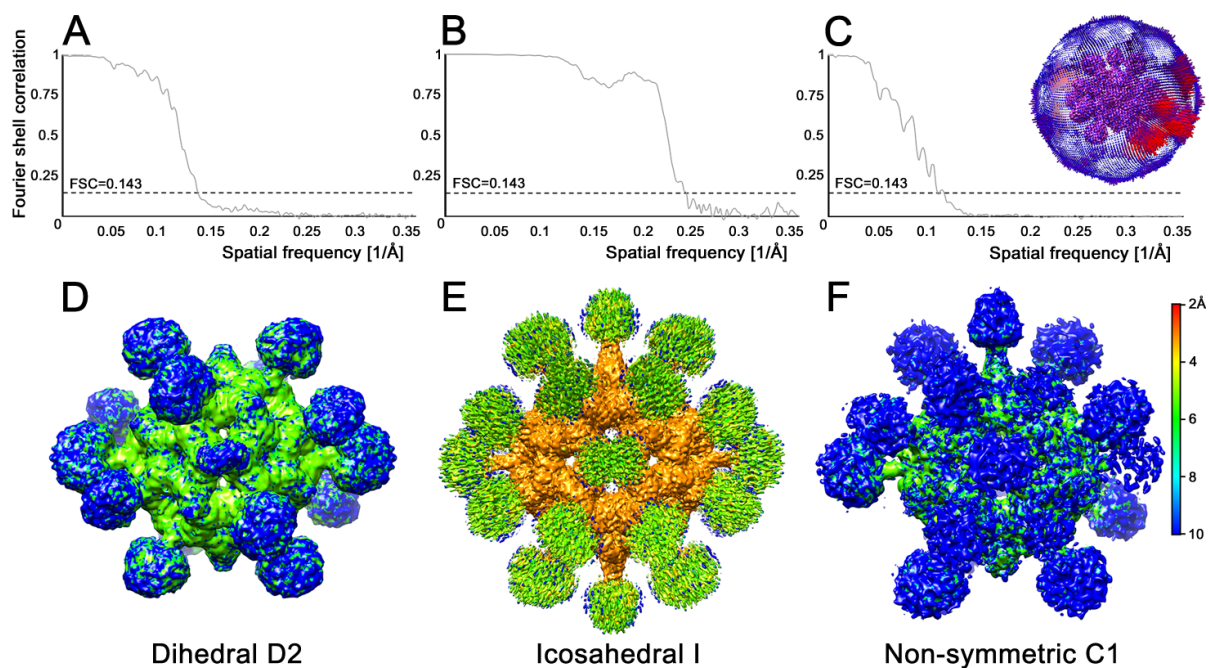 A
B
C
Fourier shell correlation
1
0.75
0.5
0.25
0
FSC=0.143
0.05 0.1 0.15 0.2 0.25 0.3 0.35
Spatial frequency [1/Å]
1
0.75
0.5
0.25
0
FSC=0.143
0.05 0.1 0.15 0.2 0.25 0.3 0.35
Spatial frequency [1/Å]
1
0.75
0.5
0.25
0
FSC=0.143
0.05 0.1 0.15 0.2 0.25 0.3 0.35
Spatial frequency [1/Å]
D
E
F
2Å
4
6
8
10
Dihedral D2
Icosahedral I
Non-symmetric C1